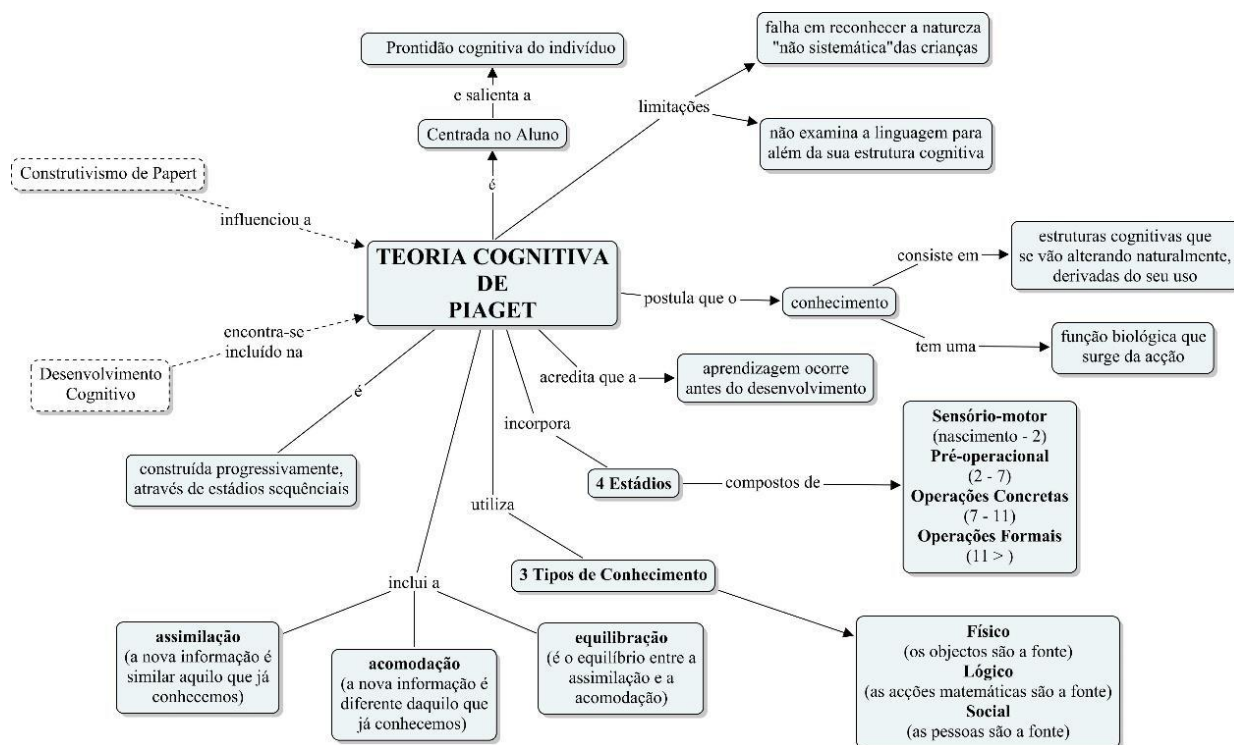 Prontidão cognitiva do indivíduo
e salienta a
Centrada no Aluno
é
falha em reconhecer a natureza
"não sistemática"das crianças
limitações
não examina a linguagem para
além da sua estrutura cognitiva
Construtivismo de Papert
influenciou a
TEORIA COGNITIVA
DE
PIAGET
postula que o
conhecimento
consiste em
estruturas cognitivas que
se vão alterando naturalmente,
derivadas do seu uso
tem uma
função biológica que
surge da acção
encontra-se
incluído na
Desenvolvimento
Cognitivo
é
construída progressivamente,
através de estádios sequênciais
acredita que a
aprendizagem ocorre
antes do desenvolvimento
incorpora
4 Estádios
compostos de
Sensório-motor
(nascimento - 2)
Pré-operacional
(2 - 7)
Operações Concretas
(7 - 11)
Operações Formais
(11 > )
utiliza
3 Tipos de Conhecimento
Físico
(os objectos são a fonte)
Lógico
(as acções matemáticas são a fonte)
Social
(as pessoas são a fonte)
inclui a
assimilação
(a nova informação é
similar aquilo que já
conhecemos)
acomodação
(a nova informação é
diferente daquilo que
já conhecemos)
equilibração
(é o equilíbrio entre a
assimilação e a
acomodação)